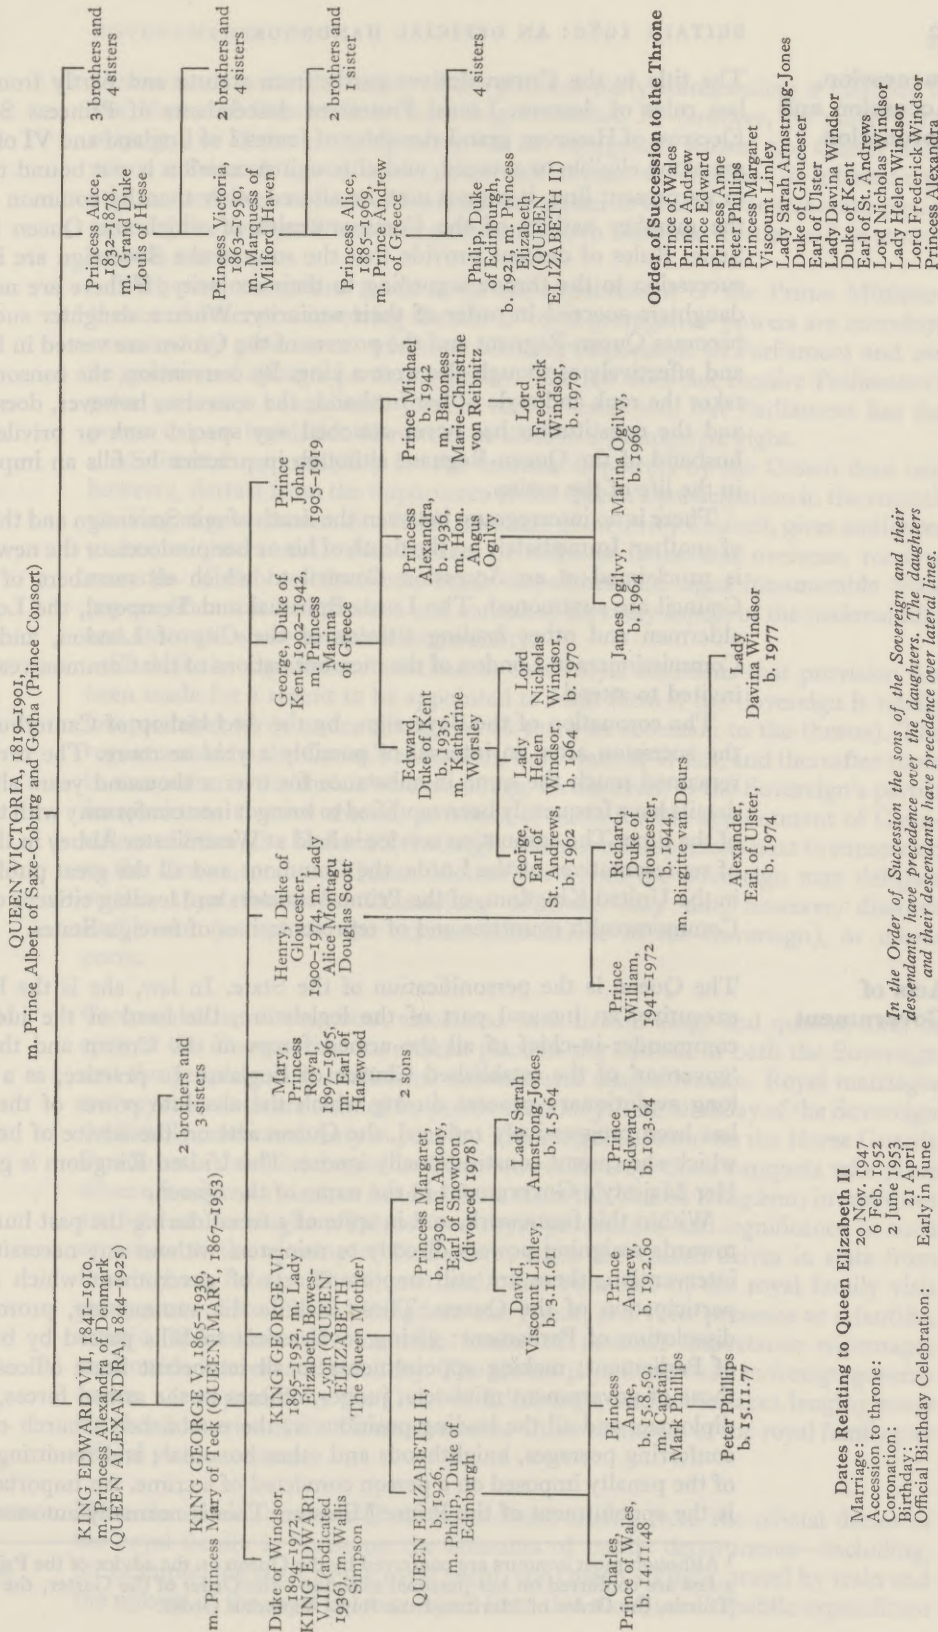 QUEEN VICTORIA, 1819–1901,
m. Prince Albert of Saxe-Coburg and Gotha (Prince Consort)
KING EDWARD VII, 1841–1910,
m. Princess Alexandra of Denmark
(QUEEN ALEXANDRA, 1844–1925)
Princess Alice,
1832–1878,
m. Grand Duke
Louis of Hesse
3 brothers and
4 sisters
KING GEORGE V, 1865–1936,
m. Princess Mary of Teck (QUEEN MARY, 1867–1953)
2 brothers and
3 sisters
Princess Victoria,
1863–1950,
m. Marquess of
Milford Haven
2 brothers and
4 sisters
Duke of Windsor,
1894–1972,
KING EDWARD
VIII (abdicated
1936), m. Wallis
Simpson
KING GEORGE VI,
1895–1952, m. Lady
Elizabeth Bowes-
Lyon (QUEEN
ELIZABETH
The Queen Mother)
Mary,
Princess
Royal,
1897–1965,
m. Earl of
Harewood
2 sons
Henry, Duke of
Gloucester,
1900–1974, m. Lady
Alice Montagu
Douglas Scott
George, Duke of
Kent, 1902–1942,
m. Princess
Marina
of Greece
Prince
John,
1905–1919
Princess Alice,
1885–1969,
m Prince Andrew
of Greece
2 brothers and
1 sister
QUEEN ELIZABETH II,
b. 1926,
m. Philip, Duke of
Edinburgh
Princess Margaret,
b. 1930, m. Antony,
Earl of Snowdon
(divorced 1978)
Edward,
Duke of Kent
b. 1935,
m. Katharine
Worsley
Princess
Alexandra,
b. 1936,
m. Hon.
Angus
Ogilvy
Prince Michael
b. 1942
m. Baroness
Marie-Christine
von Reibnitz
Philip, Duke
of Edinburgh,
b. 1921, m. Princess
Elizabeth
(QUEEN
ELIZABETH II)
4 sisters
David,
Viscount Linley,
b. 3.11.61
Lady Sarah
Armstrong-Jones,
b. 1.5.64
George,
Earl of
St. Andrews,
b. 1962
Lady
Helen
Windsor,
b. 1964
Lord
Nicholas
Windsor,
b. 1970
Lord
Frederick
Windsor,
b. 1979
Charles,
Prince of Wales,
b. 14.11.48
Princess
Anne,
b. 15.8.50,
m. Captain
Mark Phillips
Prince
Andrew,
b. 19.2.60
Prince
Edward,
b. 10.3.64
Prince
William,
1941–1972
Richard,
Duke of
Gloucester,
b. 1944,
m. Birgitte van Deurs
James Ogilvy,
b. 1964
Marina Ogilvy,
b. 1966
Peter Phillips
b. 15.11.77
Alexander,
Earl of Ulster,
b. 1974
Lady
Davina Windsor
b. 1977
Dates Relating to Queen Elizabeth II
Marriage: 20 Nov. 1947
Accession to throne: 6 Feb. 1952
Coronation: 2 June 1953
Birthday: 21 April
Official Birthday Celebration: Early in June
In the Order of Succession the sons of the Sovereign and their
descendants have precedence over the daughters. The daughters
and their descendants have precedence over lateral lines.
Order of Succession to the Throne
Prince of Wales
Prince Andrew
Prince Edward
Princess Anne
Peter Phillips
Princess Margaret
Viscount Linley
Lady Sarah Armstrong-Jones
Duke of Gloucester
Earl of Ulster
Lady Davina Windsor
Duke of Kent
Earl of St. Andrews
Lord Nicholas Windsor
Lady Helen Windsor
Lord Frederick Windsor
Princess Alexandra